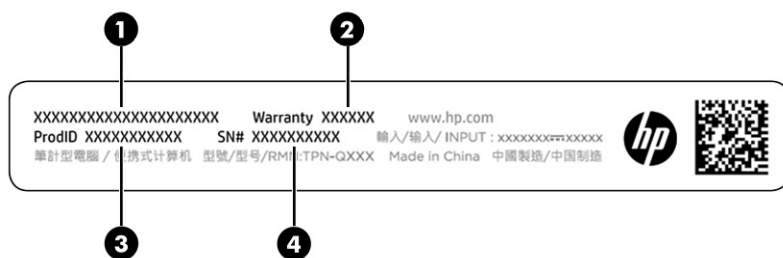 1 2
XXXXXXXXXXXXXXXXXXXXX Warranty XXXXXX www.hp.com
ProdID XXXXXXXXXXX SN# XXXXXXXXXX 輸入/输入/ INPUT : xxxxxxx⎓xxxxx
筆計型電腦 / 便携式计算机 型號/型号/RMN:TPN-QXXX Made in China 中國製造/中国制造
hp
3 4